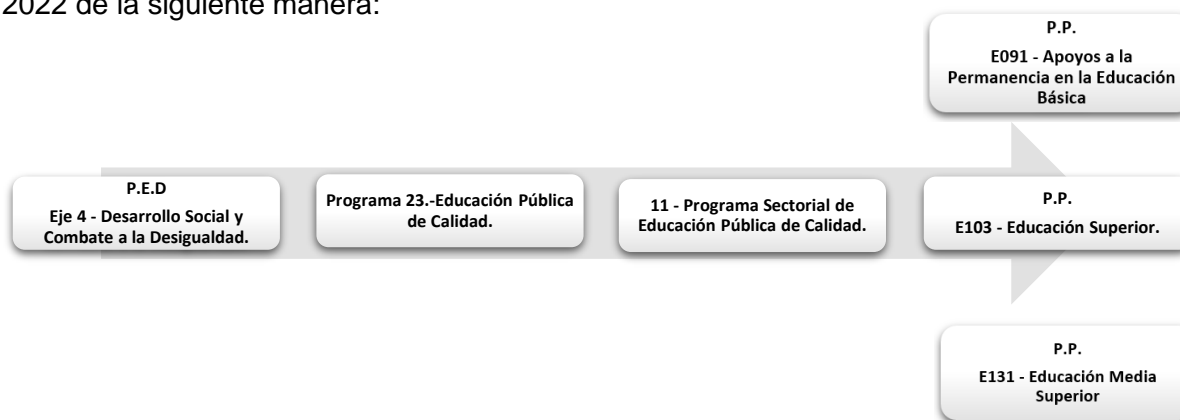 2022 de la siguiente manera:
P.P.
E091 - Apoyos a la
Permanencia en la Educación
Básica
P.E.D
Eje 4 - Desarrollo Social y
Combate a la Desigualdad.
Programa 23.-Educación Pública
de Calidad.
11 - Programa Sectorial de
Educación Pública de Calidad.
P.P.
E103 - Educación Superior.
P.P.
E131 - Educación Media
Superior